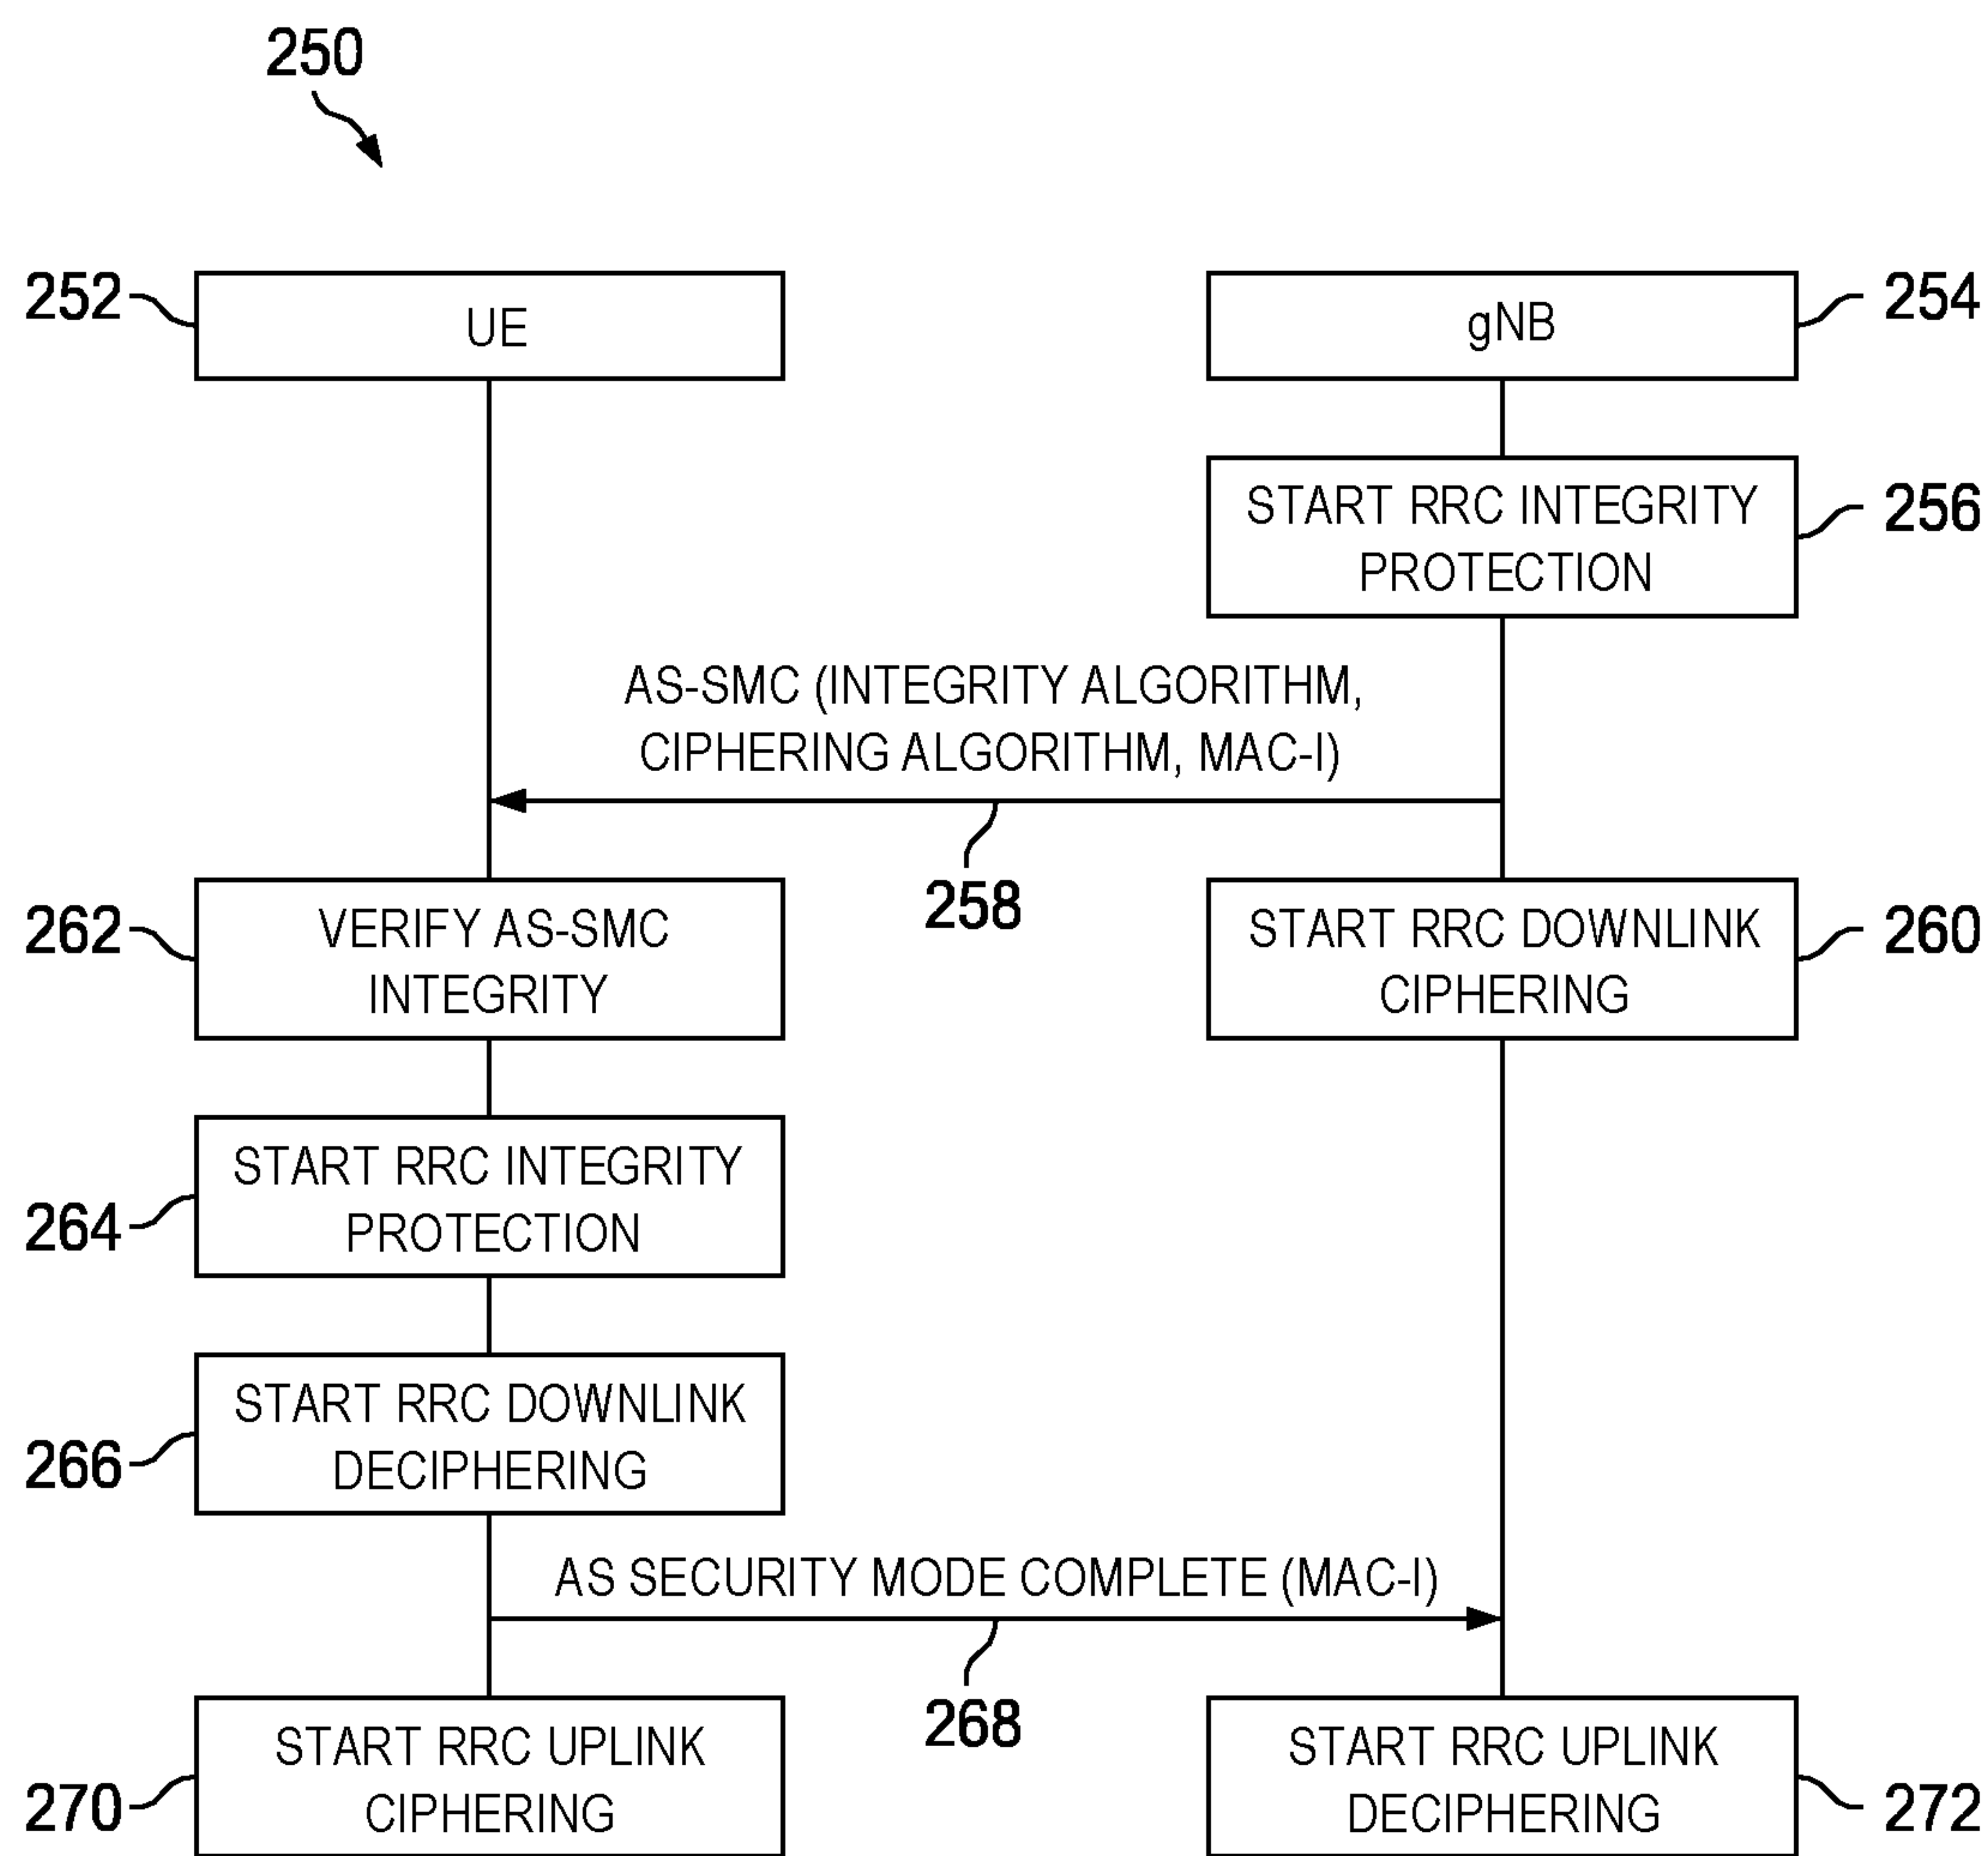 250
252
UE
gNB
254
START RRC INTEGRITY
PROTECTION
256
AS-SMC (INTEGRITY ALGORITHM,
CIPHERING ALGORITHM, MAC-I)
258
262
VERIFY AS-SMC
INTEGRITY
START RRC DOWNLINK
CIPHERING
260
264
START RRC INTEGRITY
PROTECTION
266
START RRC DOWNLINK
DECIPHERING
AS SECURITY MODE COMPLETE (MAC-I)
268
270
START RRC UPLINK
CIPHERING
START RRC UPLINK
DECIPHERING
272